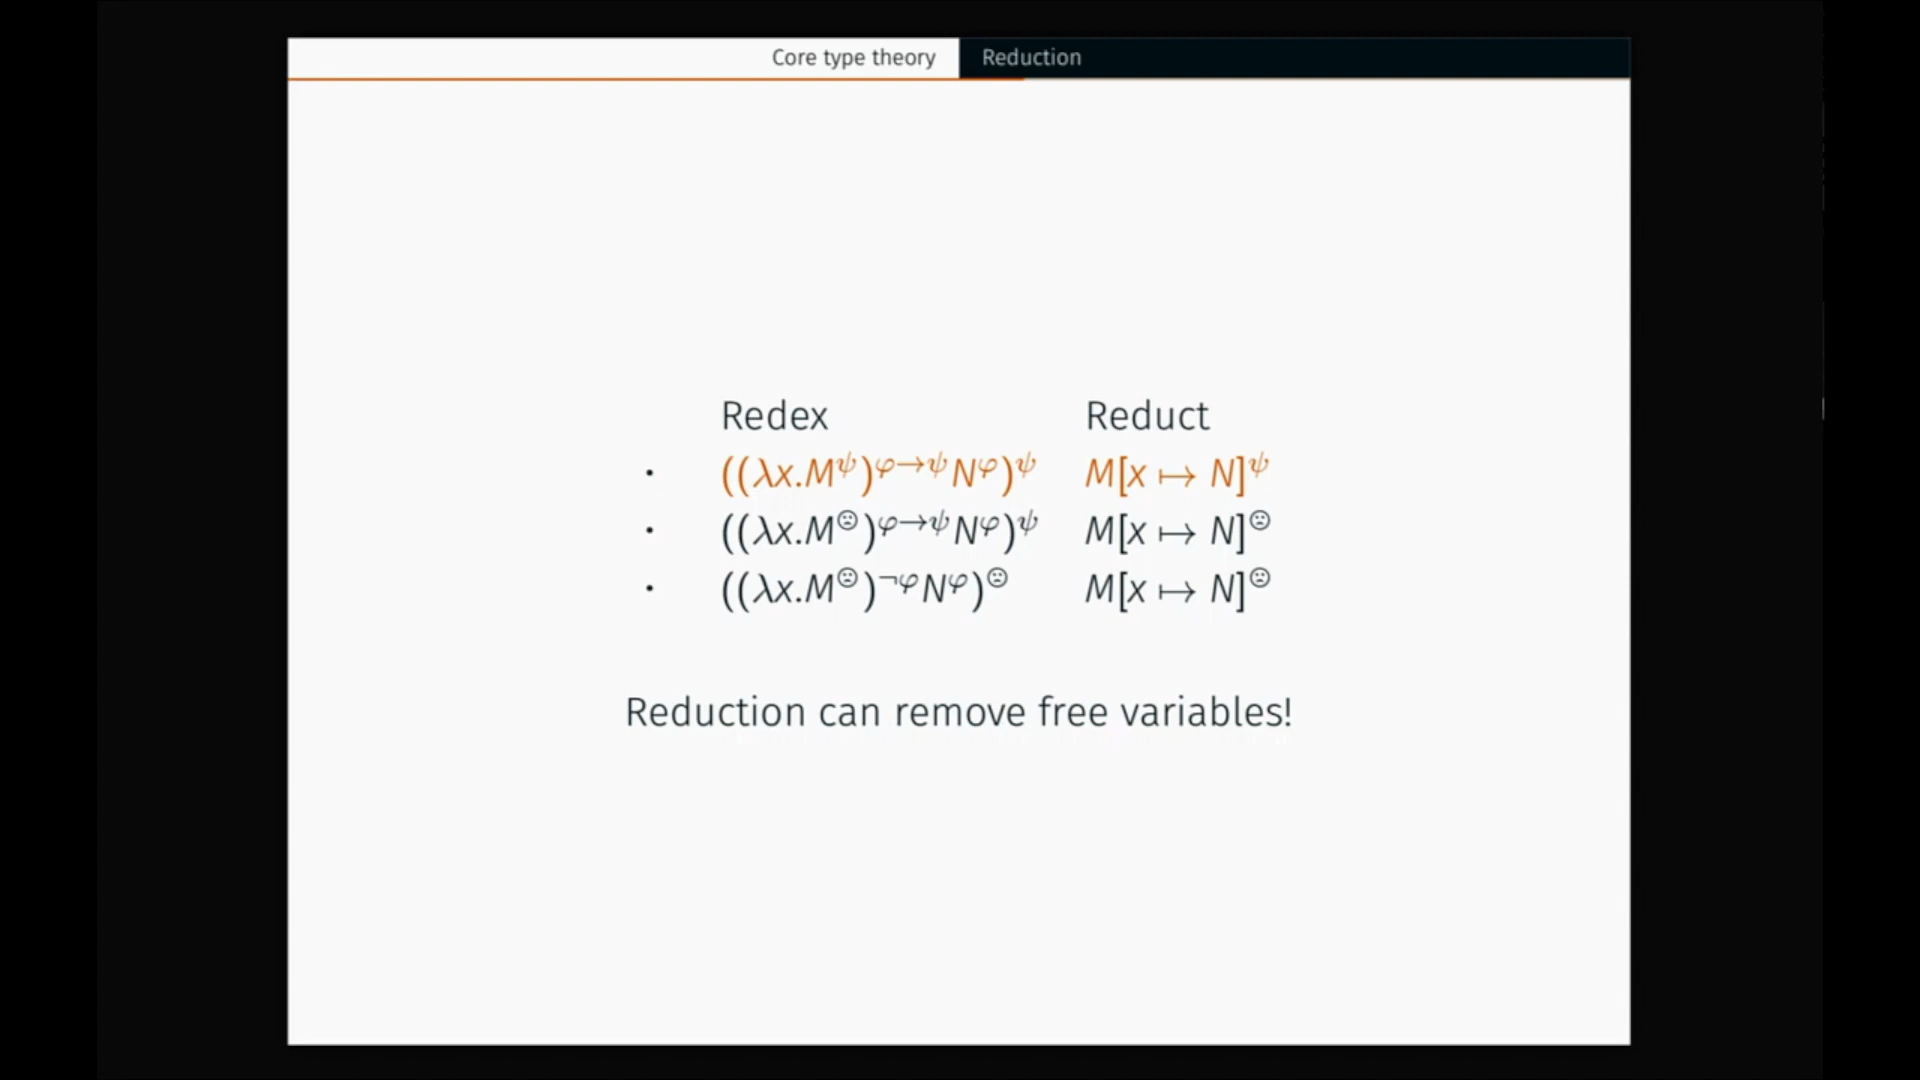 Core type theory Reduction
Redex Reduct
· ((λx.M^ψ)^{φ→ψ}N^φ)^ψ M[x ↦ N]^ψ
· ((λx.M^☹)^{φ→ψ}N^φ)^ψ M[x ↦ N]^☹
· ((λx.M^☹)^{¬φ}N^φ)^☹ M[x ↦ N]^☹
Reduction can remove free variables!